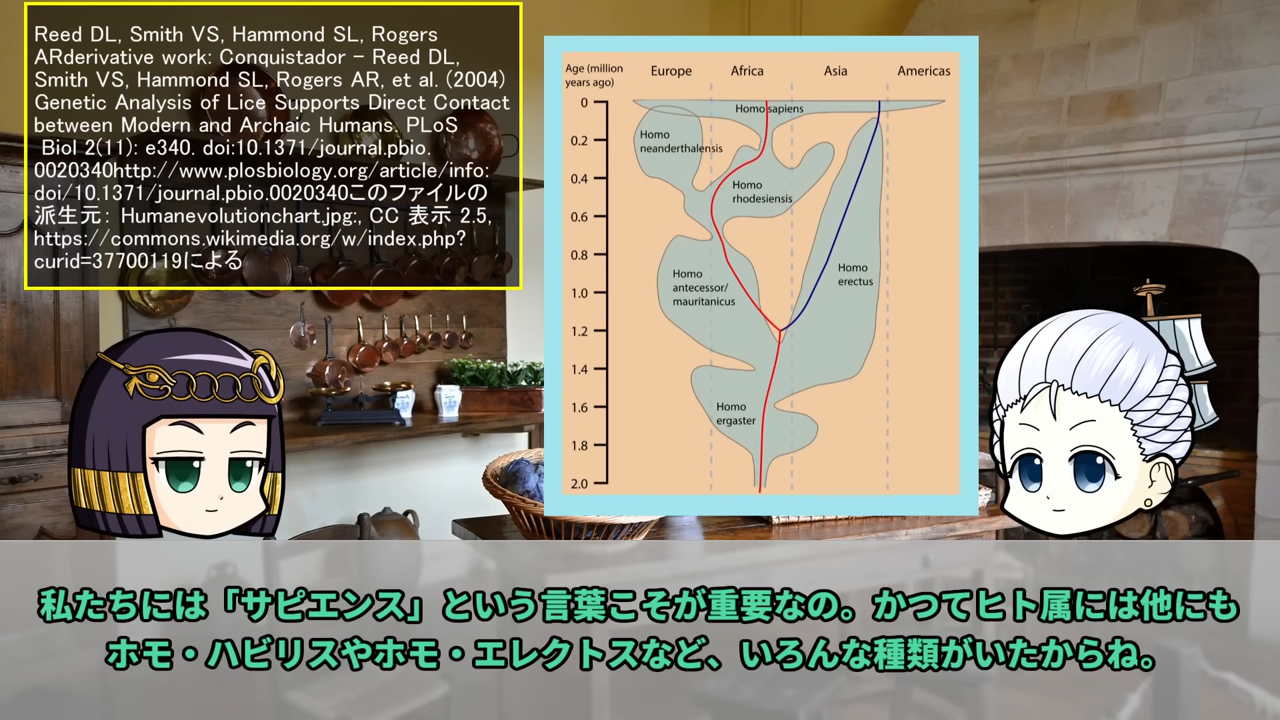 Reed DL, Smith VS, Hammond SL, Rogers
ARderivative work: Conquistador - Reed DL,
Smith VS, Hammond SL, Rogers AR, et al. (2004)
Genetic Analysis of Lice Supports Direct Contact
between Modern and Archaic Humans. PLoS
Biol 2(11): e340. doi:10.1371/journal.pbio.
0020340http://www.plosbiology.org/article/info:
doi/10.1371/journal.pbio.0020340このファイルの
派生元: Humanevolutionchart.jpg:, CC 表示 2.5,
https://commons.wikimedia.org/w/index.php?
curid=37700119による
Age (million
years ago)
Europe
Africa
Asia
Americas
0
0.2
0.4
0.6
0.8
1.0
1.2
1.4
1.6
1.8
2.0
Homo sapiens
Homo
neanderthalensis
Homo
rhodesiensis
Homo
antecessor/
mauritanicus
Homo
erectus
Homo
ergaster
私たちには「サピエンス」という言葉こそが重要なの。かつてヒト属には他にも
ホモ・ハビリスやホモ・エレクトスなど、いろんな種類がいたからね。